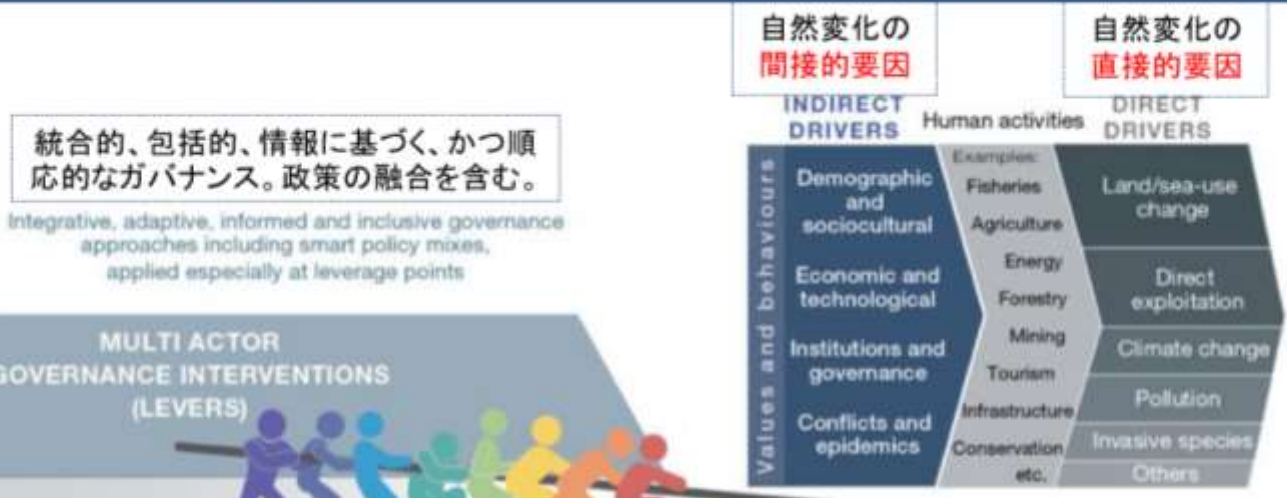 自然変化の
間接的要因
自然変化の
直接的要因
統合的、包括的、情報に基づく、かつ順
応的なガバナンス。政策の融合を含む。
Integrative, adaptive, informed and inclusive governance
approaches including smart policy mixes,
applied especially at leverage points
MULTI ACTOR
GOVERNANCE INTERVENTIONS
(LEVERS)
INDIRECT
DRIVERS
Human activities
DIRECT
DRIVERS
Values and behaviours
Demographic
and
sociocultural
Economic and
technological
Institutions and
governance
Conflicts and
epidemics
Examples:
Fisheries
Agriculture
Energy
Forestry
Mining
Tourism
Infrastructure
Conservation
etc.
Land/sea-use
change
Direct
exploitation
Climate change
Pollution
Invasive species
Others